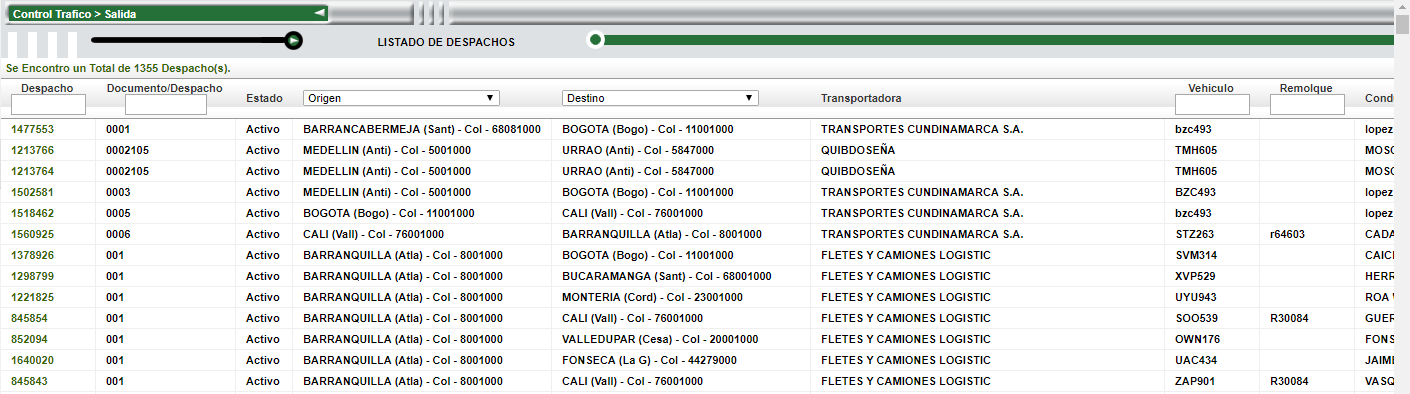 Control Trafico > Salida
LISTADO DE DESPACHOS
Se Encontro un Total de 1355 Despacho(s).
Despacho Documento/Despacho Estado Origen Destino Transportadora Vehiculo Remolque Cond
1477553 0001 Activo BARRANCABERMEJA (Sant) - Col - 68081000 BOGOTA (Bogo) - Col - 11001000 TRANSPORTES CUNDINAMARCA S.A. bzc493 lopez
1213766 0002105 Activo MEDELLIN (Anti) - Col - 5001000 URRAO (Anti) - Col - 5847000 QUIBDOSEÑA TMH605 MOSC
1213764 0002105 Activo MEDELLIN (Anti) - Col - 5001000 URRAO (Anti) - Col - 5847000 QUIBDOSEÑA TMH605 MOSC
1502581 0003 Activo MEDELLIN (Anti) - Col - 5001000 BOGOTA (Bogo) - Col - 11001000 TRANSPORTES CUNDINAMARCA S.A. BZC493 lopez
1518462 0005 Activo BOGOTA (Bogo) - Col - 11001000 CALI (Vall) - Col - 76001000 TRANSPORTES CUNDINAMARCA S.A. bzc493 lopez
1560925 0006 Activo CALI (Vall) - Col - 76001000 BARRANQUILLA (Atla) - Col - 8001000 TRANSPORTES CUNDINAMARCA S.A. STZ263 r64603 CADA
1378926 001 Activo BARRANQUILLA (Atla) - Col - 8001000 BOGOTA (Bogo) - Col - 11001000 FLETES Y CAMIONES LOGISTIC SVM314 CAIC
1298799 001 Activo BARRANQUILLA (Atla) - Col - 8001000 BUCARAMANGA (Sant) - Col - 68001000 FLETES Y CAMIONES LOGISTIC XVP529 HERR
1221825 001 Activo BARRANQUILLA (Atla) - Col - 8001000 MONTERIA (Cord) - Col - 23001000 FLETES Y CAMIONES LOGISTIC UYU943 ROA
845854 001 Activo BARRANQUILLA (Atla) - Col - 8001000 CALI (Vall) - Col - 76001000 FLETES Y CAMIONES LOGISTIC SOO539 R30084 GUER
852094 001 Activo BARRANQUILLA (Atla) - Col - 8001000 VALLEDUPAR (Cesa) - Col - 20001000 FLETES Y CAMIONES LOGISTIC OWN176 FONS
1640020 001 Activo BARRANQUILLA (Atla) - Col - 8001000 FONSECA (La G) - Col - 44279000 FLETES Y CAMIONES LOGISTIC UAC434 JAIME
845843 001 Activo BARRANQUILLA (Atla) - Col - 8001000 CALI (Vall) - Col - 76001000 FLETES Y CAMIONES LOGISTIC ZAP901 R30084 VASQ